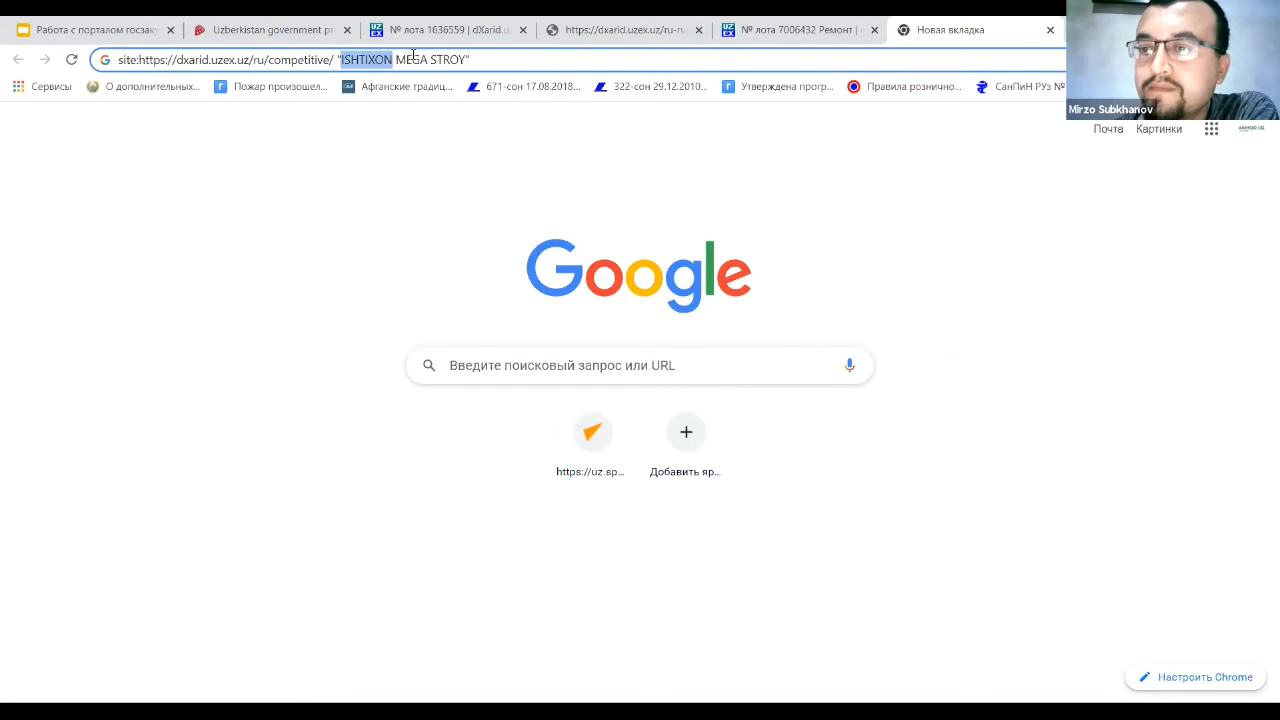 Работа с порталом госзаку
Uzberkistan government pr
№ лота 1636559 | dXarid.u
https://dxarid.uzex.uz/ru-ru
№ лота 7006432 Ремонт | d
Новая вкладка
site:https://dxarid.uzex.uz/ru/competitive/ "ISHTIXON MEGA STROY"
Сервисы
О дополнительных...
Пожар произошел...
Афганские традиц...
671-сон 17.08.2018...
322-сон 29.12.2010...
Утверждена прогр...
Правила рознично...
СанПиН РУз №
Mirzo Subkhanov
Почта
Картинки
Google
Введите поисковый запрос или URL
https://uz.sp...
Добавить яр...
Настроить Chrome